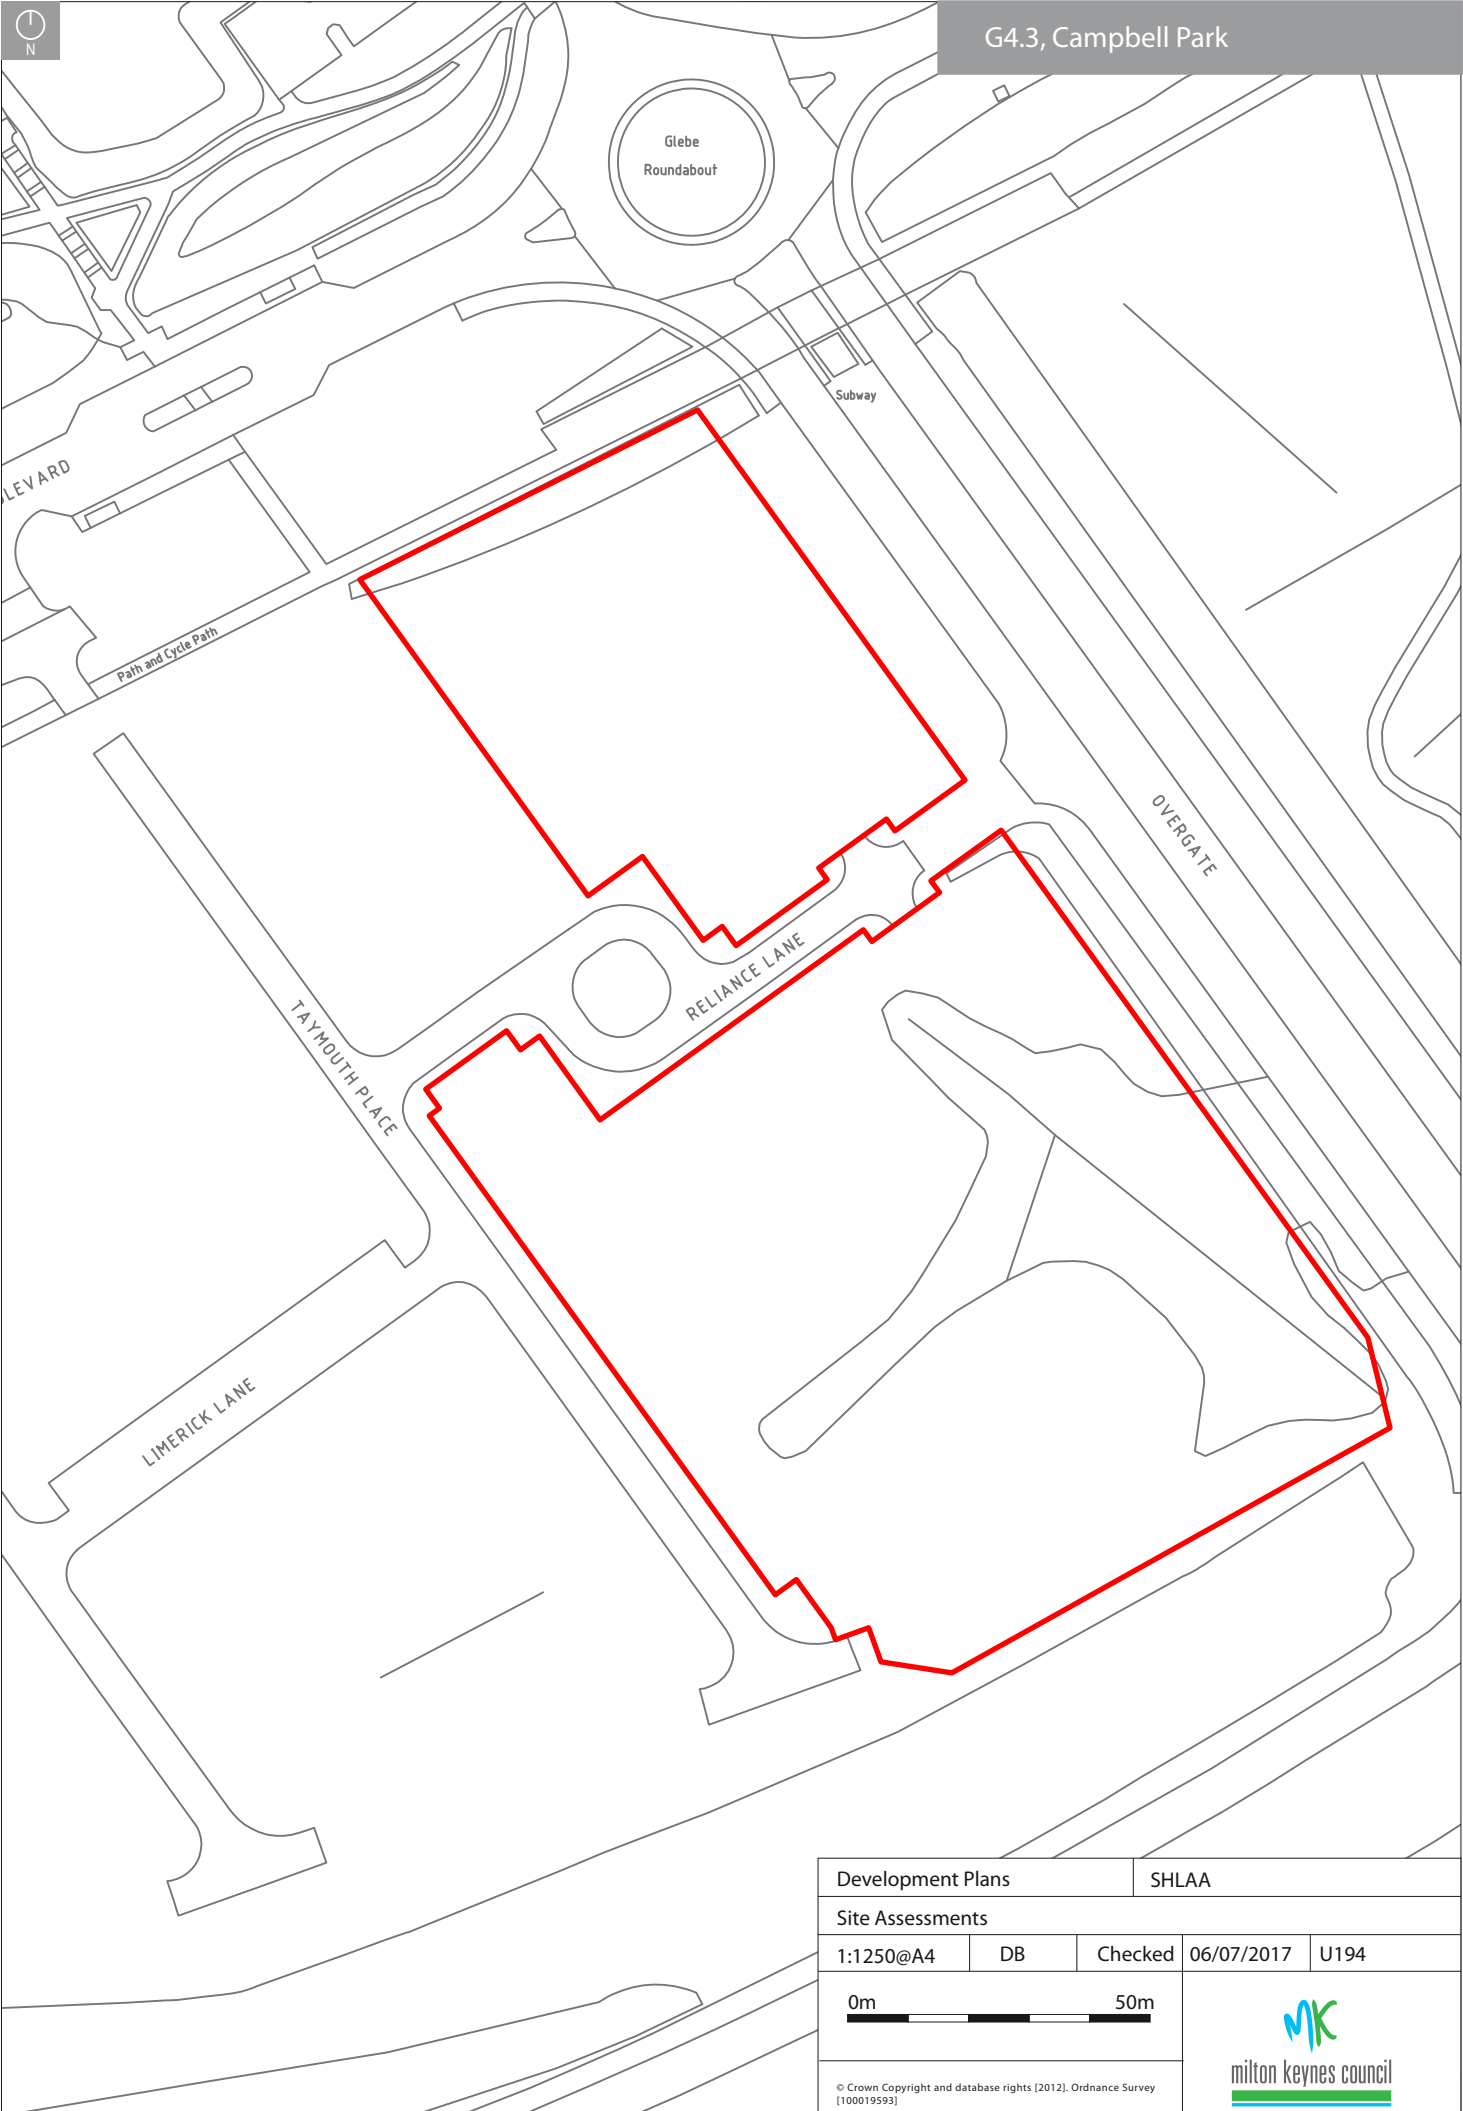 N
G4.3, Campbell Park
Glebe
Roundabout
Subway
Path and Cycle Path
OVERGATE
RELIANCE LANE
TAYMOUTH PLACE
LIMERICK LANE
Development Plans
SHLAA
Site Assessments
1:1250@A4
DB
Checked
06/07/2017
U194
0m
50m
milton keynes council
© Crown Copyright and database rights [2012]. Ordnance Survey
[100019593]